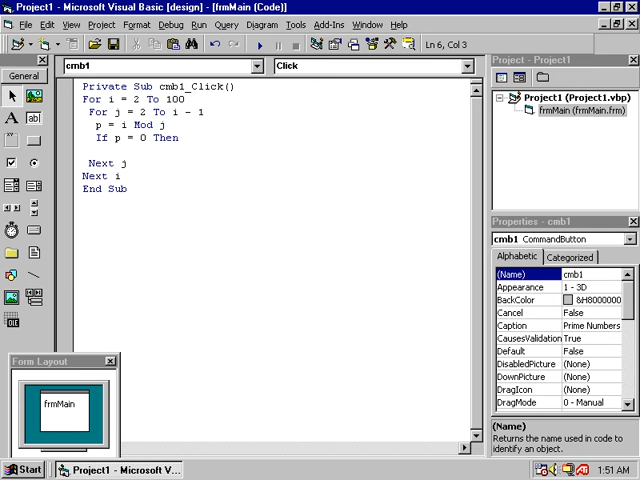 Project1 - Microsoft Visual Basic [design] - [frmMain (Code)]
File Edit View Project Format Debug Run Query Diagram Tools Add-Ins Window Help
Ln 6, Col 3
General
A
ab
xy
OLE
cmb1
Click
Private Sub cmb1_Click()
For i = 2 To 100
For j = 2 To i - 1
p = i Mod j
If p = 0 Then
Next j
Next i
End Sub
Project - Project1
Project1 (Project1.vbp)
frmMain (frmMain.frm)
Properties - cmb1
cmb1 CommandButton
Alphabetic Categorized
(Name) cmb1
Appearance 1 - 3D
BackColor &H8000000
Cancel False
Caption Prime Numbers
CausesValidation True
Default False
DisabledPicture (None)
DownPicture (None)
DragIcon (None)
DragMode 0 - Manual
(Name)
Returns the name used in code to
identify an object.
Form Layout
frmMain
Start
Project1 - Microsoft V...
1:51 AM